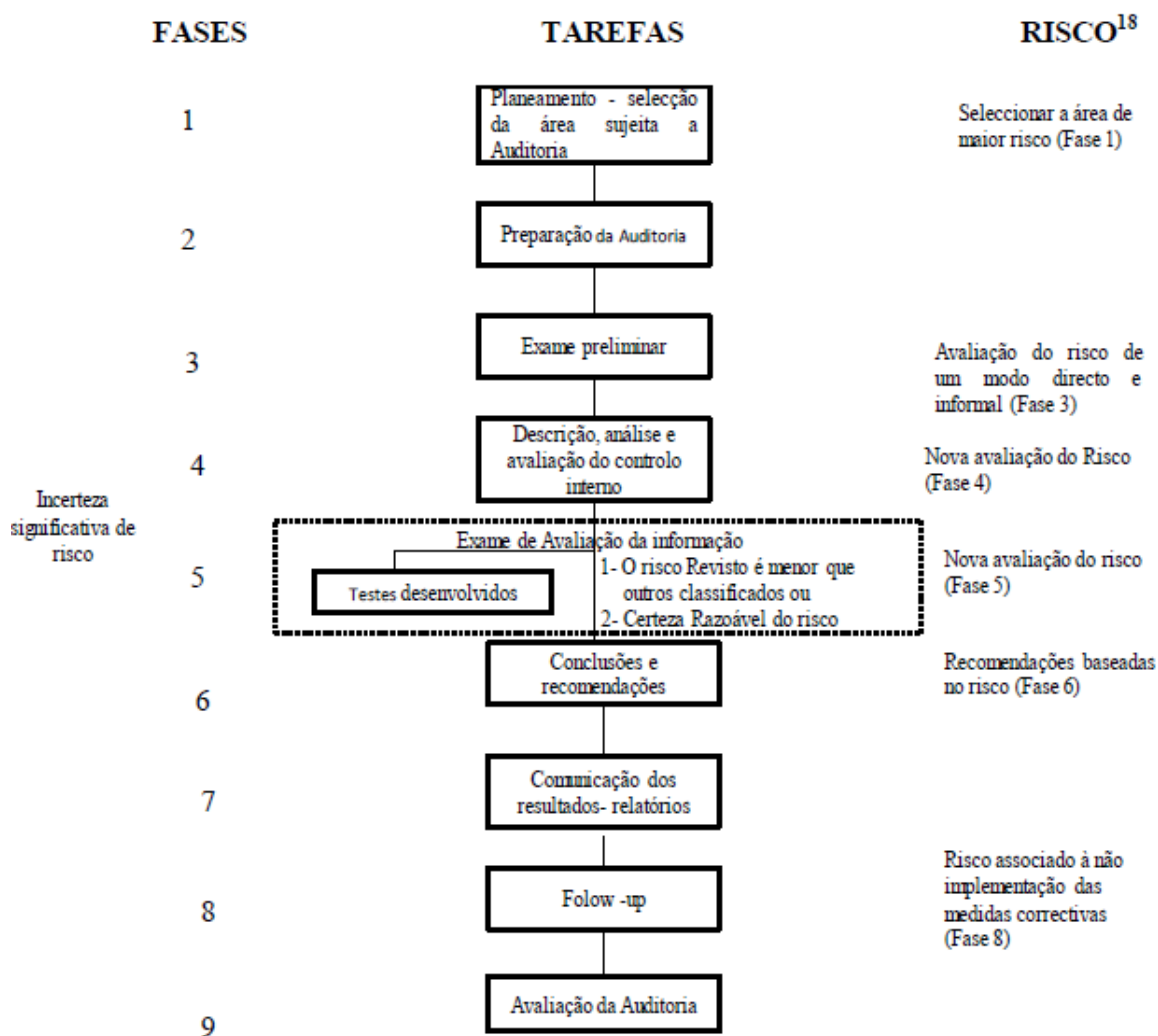 FASES TAREFAS RISCO18
1
Planeamento - selecção
da área sujeita a
Auditoria
Seleccionar a área de
maior risco (Fase 1)
2
Preparação da Auditoria
3
Exame preliminar
Avaliação do risco de
um modo directo e
informal (Fase 3)
4
Descrição, análise e
avaliação do controlo
interno
Nova avaliação do Risco
(Fase 4)
Incerteza
significativa de
risco
5
Exame de Avaliação da informação
Testes desenvolvidos
1- O risco Revisto é menor que
outros classificados ou
2- Certeza Razoável do risco
Nova avaliação do risco
(Fase 5)
6
Conclusões e
recomendações
Recomendações baseadas
no risco (Fase 6)
7
Comunicação dos
resultados- relatórios
8
Folow -up
Risco associado à não
implementação das
medidas correctivas
(Fase 8)
9
Avaliação da Auditoria